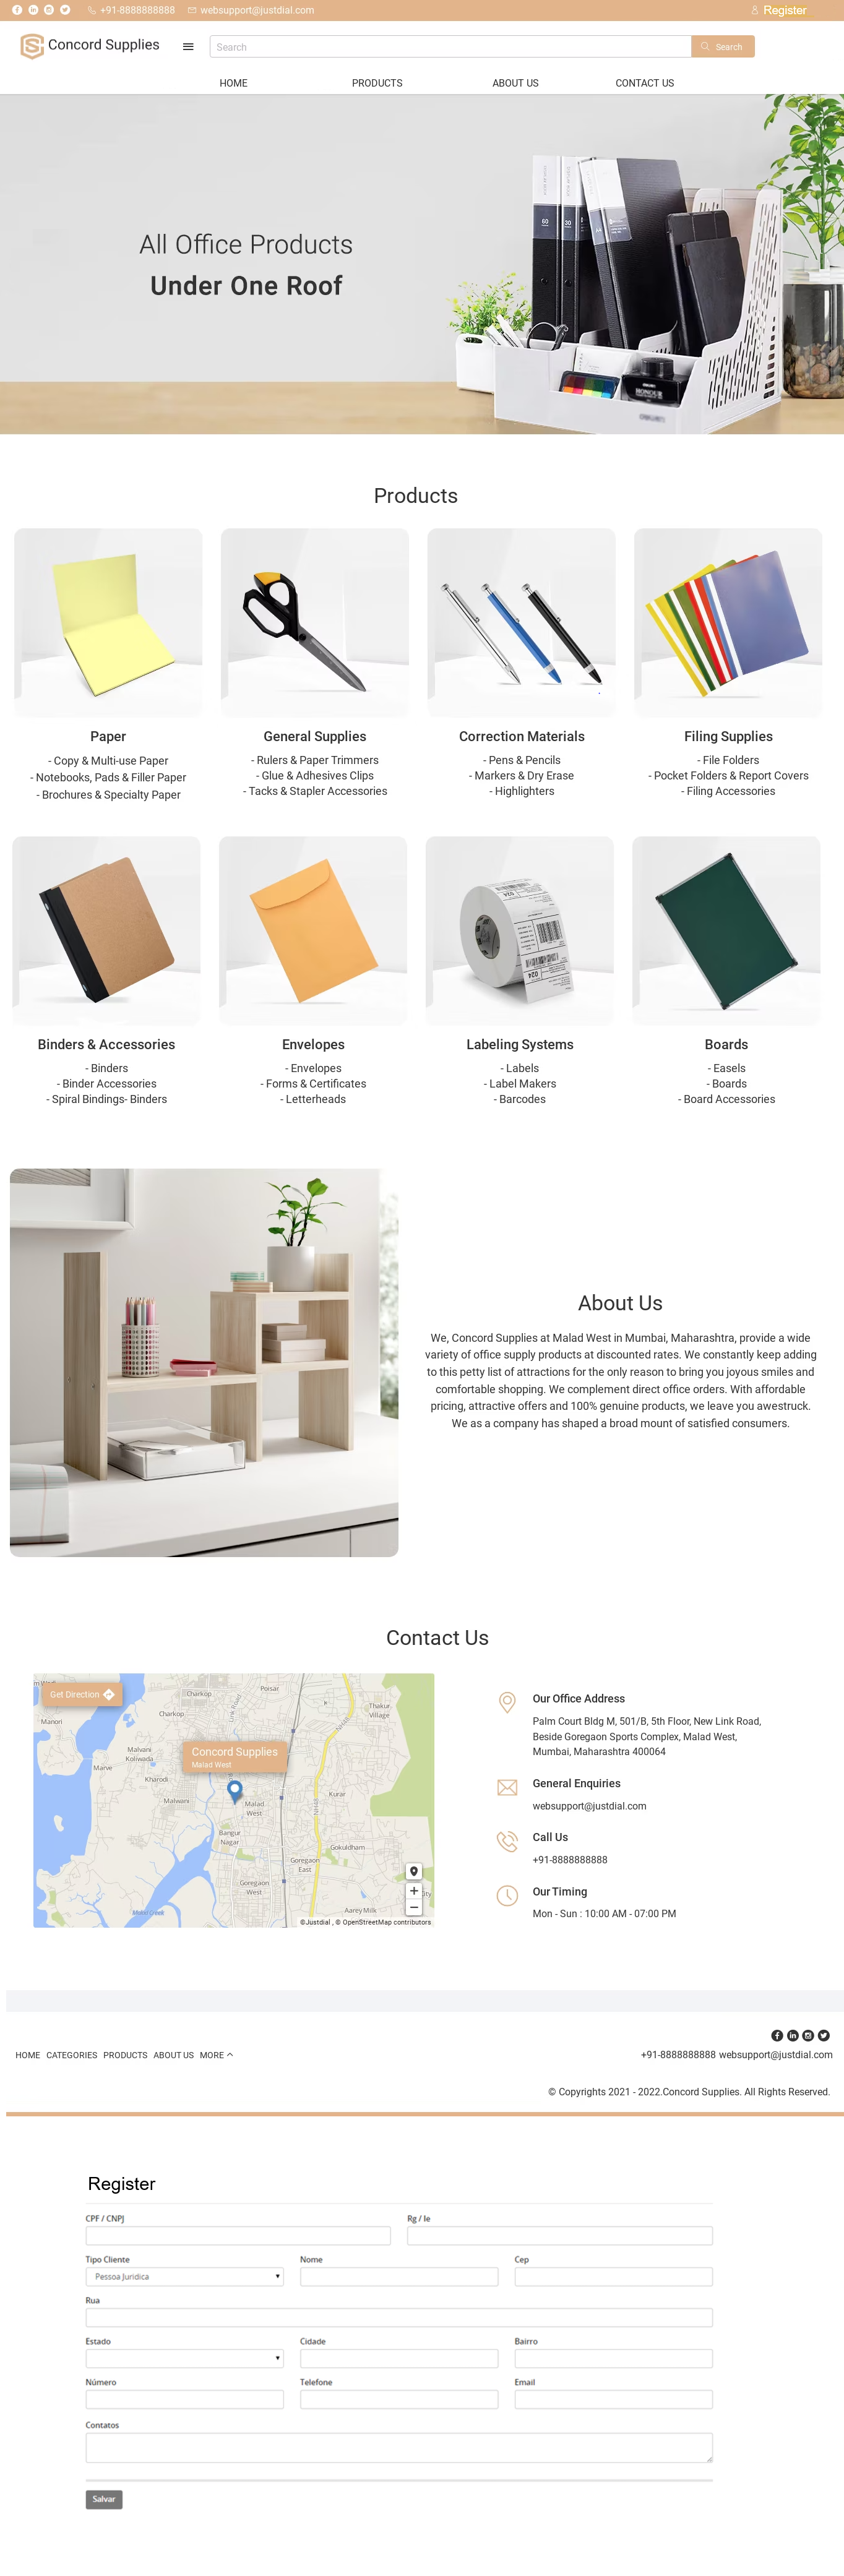 +91-8888888888 websupport@justdial.com Register
Concord Supplies
Search
Search
HOME PRODUCTS ABOUT US CONTACT US
All Office Products
Under One Roof
60
30
Products
Paper
- Copy & Multi-use Paper
- Notebooks, Pads & Filler Paper
- Brochures & Specialty Paper
General Supplies
- Rulers & Paper Trimmers
- Glue & Adhesives Clips
- Tacks & Stapler Accessories
Correction Materials
- Pens & Pencils
- Markers & Dry Erase
- Highlighters
Filing Supplies
- File Folders
- Pocket Folders & Report Covers
- Filing Accessories
Binders & Accessories
- Binders
- Binder Accessories
- Spiral Bindings- Binders
Envelopes
- Envelopes
- Forms & Certificates
- Letterheads
Labeling Systems
- Labels
- Label Makers
- Barcodes
Boards
- Easels
- Boards
- Board Accessories
About Us
We, Concord Supplies at Malad West in Mumbai, Maharashtra, provide a wide
variety of office supply products at discounted rates. We constantly keep adding
to this petty list of attractions for the only reason to bring you joyous smiles and
comfortable shopping. We complement direct office orders. With affordable
pricing, attractive offers and 100% genuine products, we leave you awestruck.
We as a company has shaped a broad mount of satisfied consumers.
Contact Us
Get Direction
Charkop
Poisar
Manori
Charkop
Thakur
Village
Malvani
Koliwada
Marve
Concord Supplies
Malad West
Kharodi
Malwani
Malad
West
Kurar
Bangur
Nagar
Gokuldham
Goregaon
East
Goregaon
West
Aarey Milk
©Justdial , © OpenStreetMap contributors
Our Office Address
Palm Court Bldg M, 501/B, 5th Floor, New Link Road,
Beside Goregaon Sports Complex, Malad West,
Mumbai, Maharashtra 400064
General Enquiries
websupport@justdial.com
Call Us
+91-8888888888
Our Timing
Mon - Sun : 10:00 AM - 07:00 PM
HOME CATEGORIES PRODUCTS ABOUT US MORE
+91-8888888888 websupport@justdial.com
© Copyrights 2021 - 2022.Concord Supplies. All Rights Reserved.
Register
CPF / CNPJ Rg / Ie
Tipo Cliente Nome Cep
Pessoa Juridica
Rua
Estado Cidade Bairro
Número Telefone Email
Contatos
Salvar